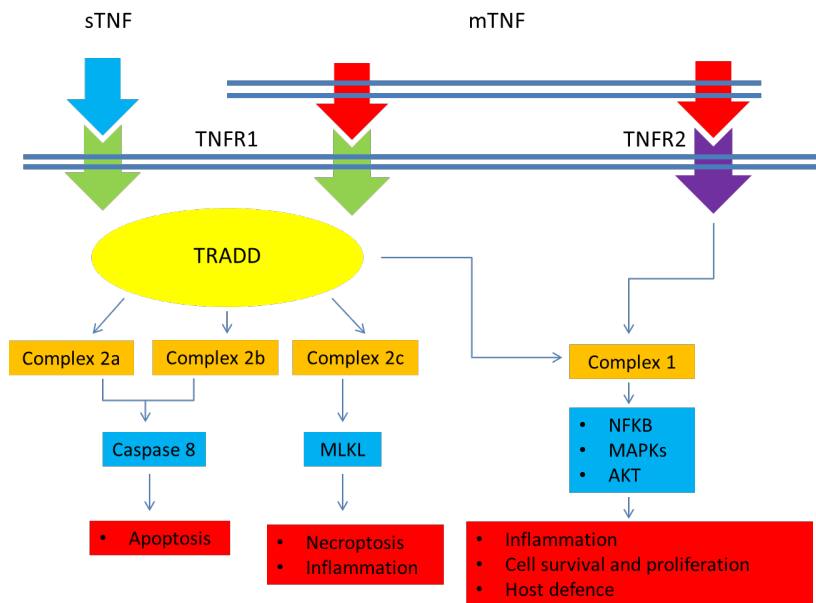 sTNF
mTNF
TNFR1
TNFR2
TRADD
Complex 2a
Complex 2b
Complex 2c
Complex 1
Caspase 8
MLKL
• NFKB
• MAPKs
• AKT
• Apoptosis
• Necroptosis
• Inflammation
• Inflammation
• Cell survival and proliferation
• Host defence